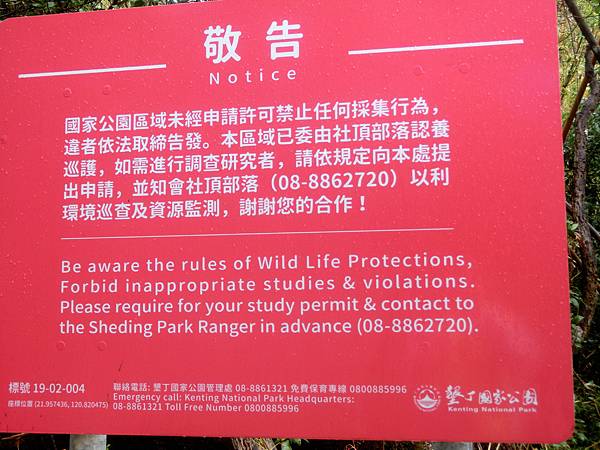 敬告
Notice
國家公園區域未經申請許可禁止任何採集行為，
違者依法取締告發。本區域已委由社頂部落認養
巡護，如需進行調查研究者，請依規定向本處提
出申請，並知會社頂部落（08-8862720）以利
環境巡查及資源監測，謝謝您的合作！
Be aware the rules of Wild Life Protections,
Forbid inappropriate studies & violations.
Please require for your study permit & contact to
the Sheding Park Ranger in advance (08-8862720).
標號 19-02-004
座標位置 (21.957436, 120.820475)
聯絡電話: 墾丁國家公園管理處 08-8861321 免費保育專線 0800885996
Emergency call: Kenting National Park Headquarters:
08-8861321 Toll Free Number 0800885996
墾丁國家公園
Kenting National Park